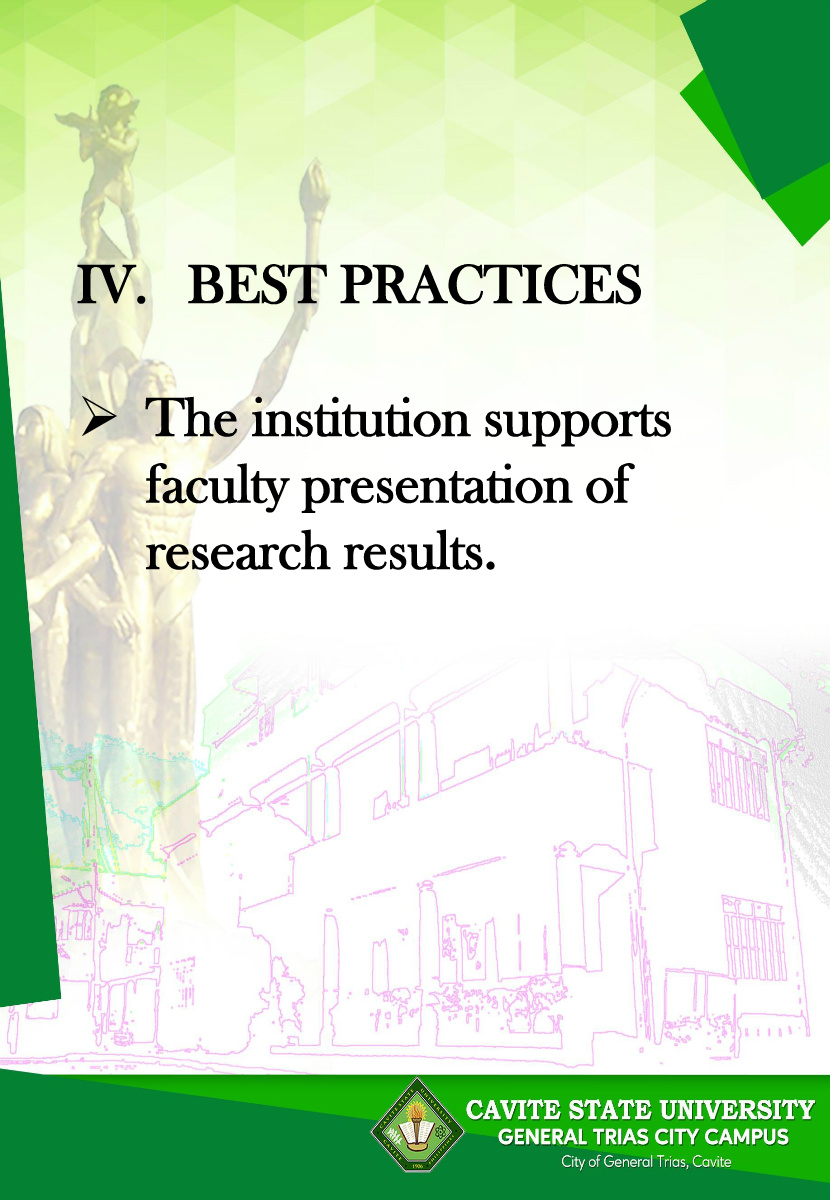 IV. BEST PRACTICES
➢ The institution supports
faculty presentation of
research results.
CAVITE STATE UNIVERSITY
GENERAL TRIAS CITY CAMPUS
City of General Trias, Cavite
1906